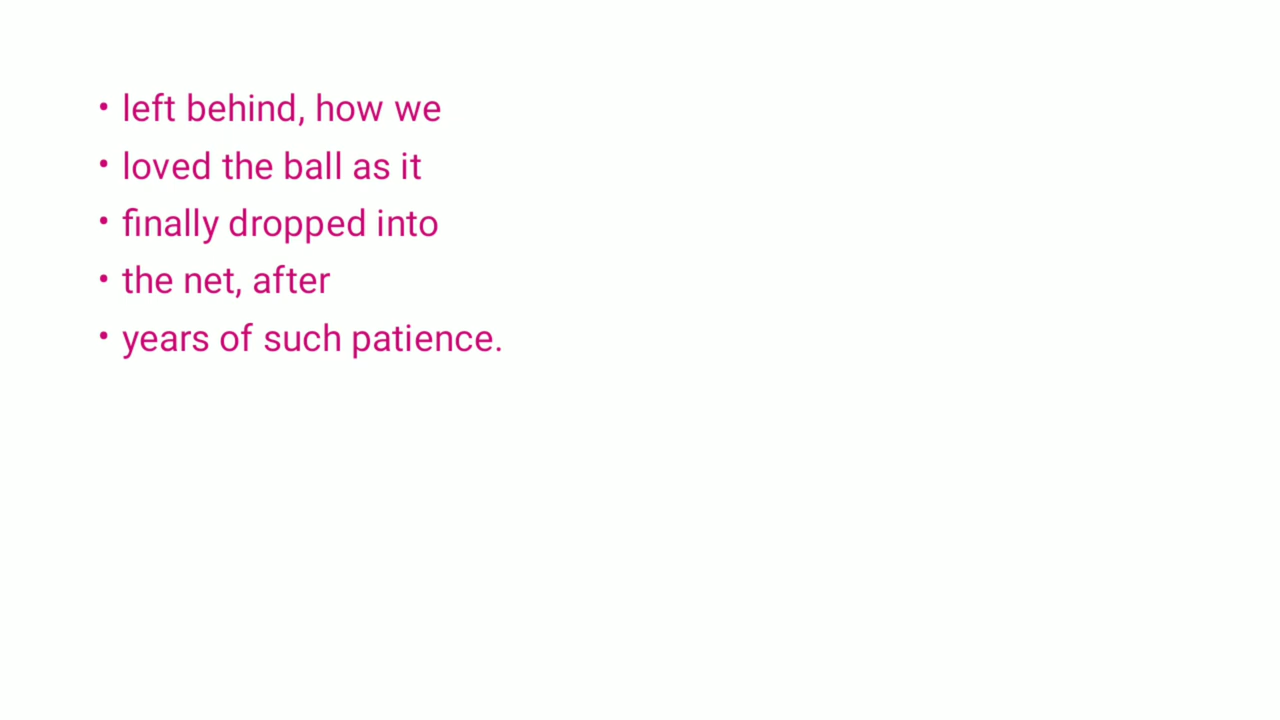 • left behind, how we
• loved the ball as it
• finally dropped into
• the net, after
• years of such patience.